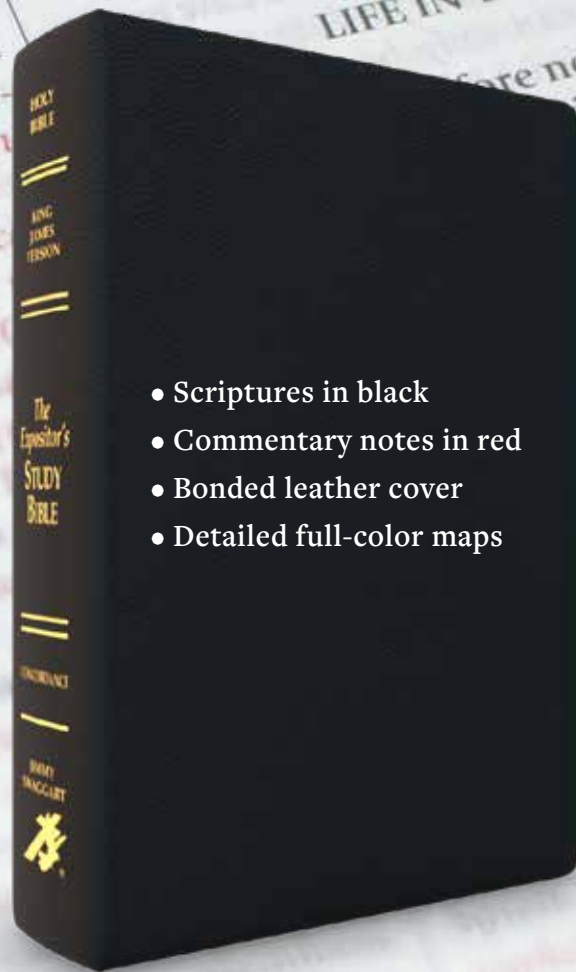 LIFE IN
HOLY
BIBLE
KING
JAMES
VERSION
The
Expositor's
STUDY
BIBLE
CONCORDANCE
JIMMY
SWAGGART
• Scriptures in black
• Commentary notes in red
• Bonded leather cover
• Detailed full-color maps